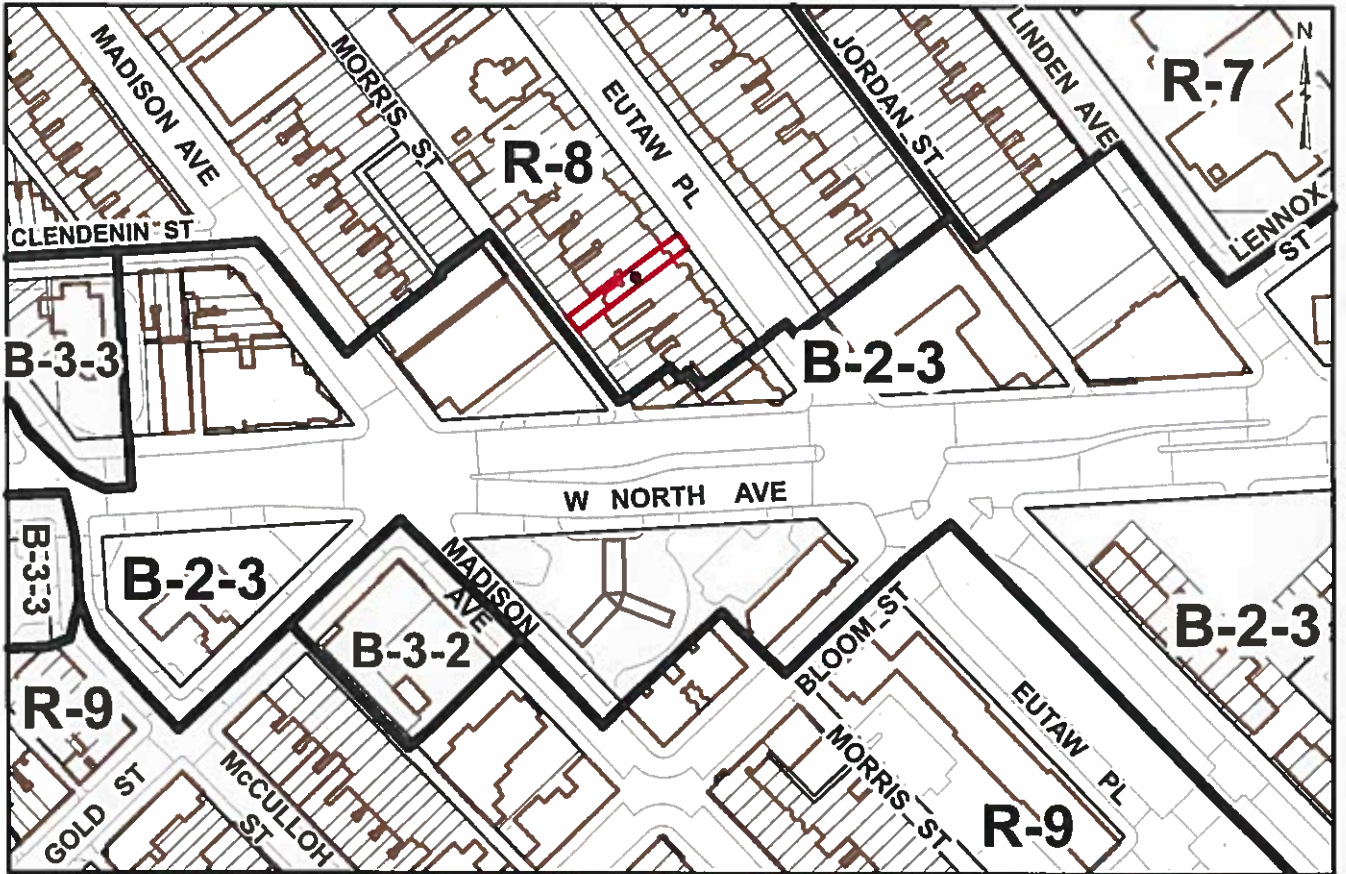 MADISON AVE
MORRIS ST
EUTAW PL
JORDAN ST
LINDEN AVE
R-7
N
R-8
LENNOX
ST
CLENDENIN ST
B-3-3
B-2-3
W NORTH AVE
B-3-3
B-2-3
MADISON
AVE
B-3-2
BLOOM ST
B-2-3
R-9
EUTAW PL
MORRIS ST
McCULLOH
ST
GOLD ST
R-9